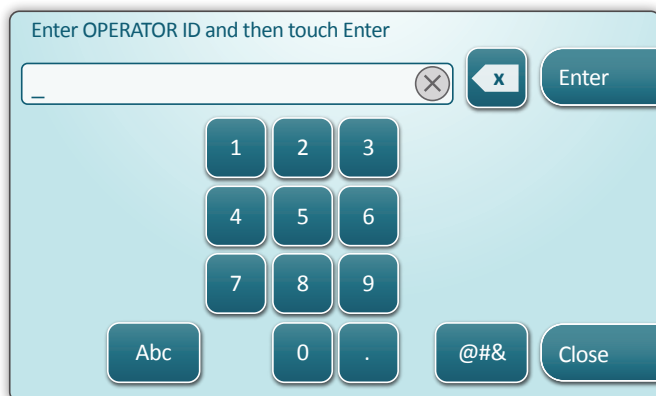 Enter OPERATOR ID and then touch Enter
_ x Enter
1 2 3
4 5 6
7 8 9
Abc 0 . @#& Close